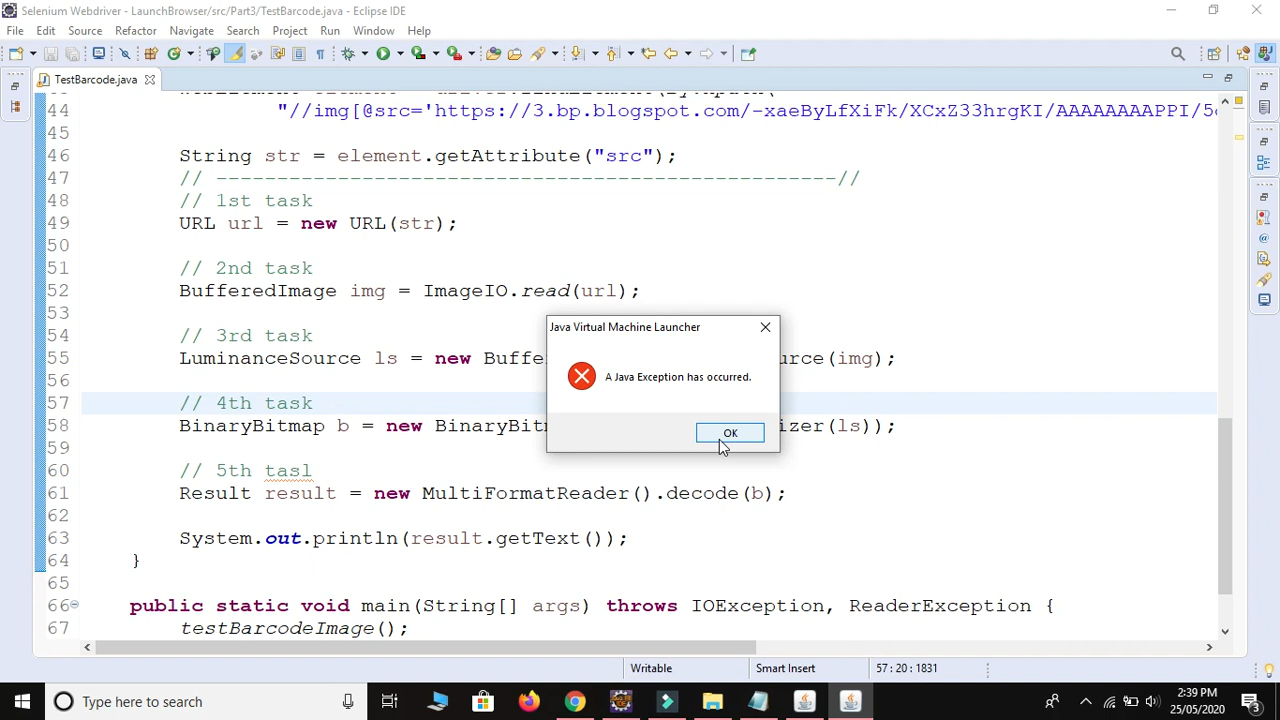 Selenium Webdriver - LaunchBrowser/src/Part3/TestBarcode.java - Eclipse IDE
File Edit Source Refactor Navigate Search Project Run Window Help
TestBarcode.java
44 "//img[@src='https://3.bp.blogspot.com/-xaeByLfXiFk/XCxZ33hrgKI/AAAAAAAAPPI/5
45
46 String str = element.getAttribute("src");
47 // ---------------------------------------------------//
48 // 1st task
49 URL url = new URL(str);
50
51 // 2nd task
52 BufferedImage img = ImageIO.read(url);
53
54 // 3rd task
55 LuminanceSource ls = new Buffe ource(img);
56
57 // 4th task
58 BinaryBitmap b = new BinaryBitm izer(ls));
59
60 // 5th tasl
61 Result result = new MultiFormatReader().decode(b);
62
63 System.out.println(result.getText());
64 }
65
66 public static void main(String[] args) throws IOException, ReaderException {
67 testBarcodeImage();
Java Virtual Machine Launcher
A Java Exception has occurred.
OK
Writable Smart Insert 57 : 20 : 1831
Type here to search
2:39 PM
25/05/2020
3